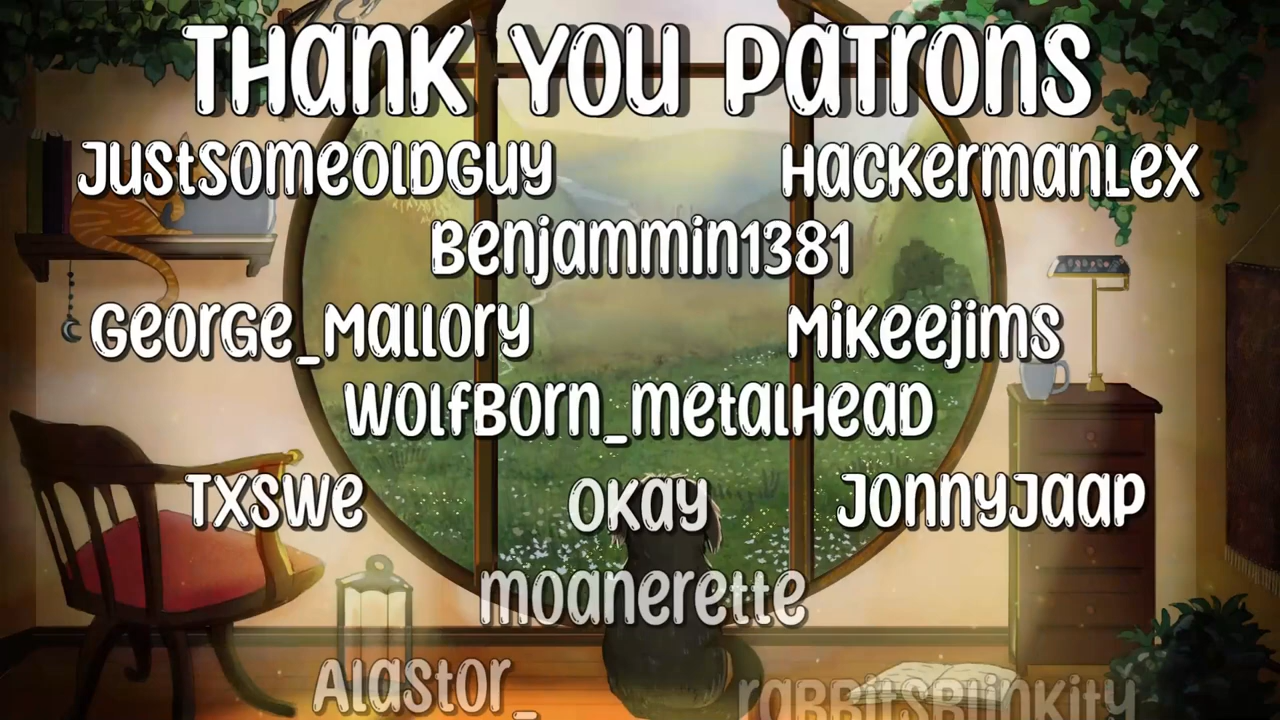 THANK YOU PATRONS
JUSTSOMEOLDGUY HACKERMANLEX
BENJAMMIN1381
GEORGE_MALLORY MIKEEJIMS
WOLFBORN_METALHEAD
TXSWE OKAY JONNYJAAP
MOANERETTE
ALASTOR_ RABBITSBLINKITY